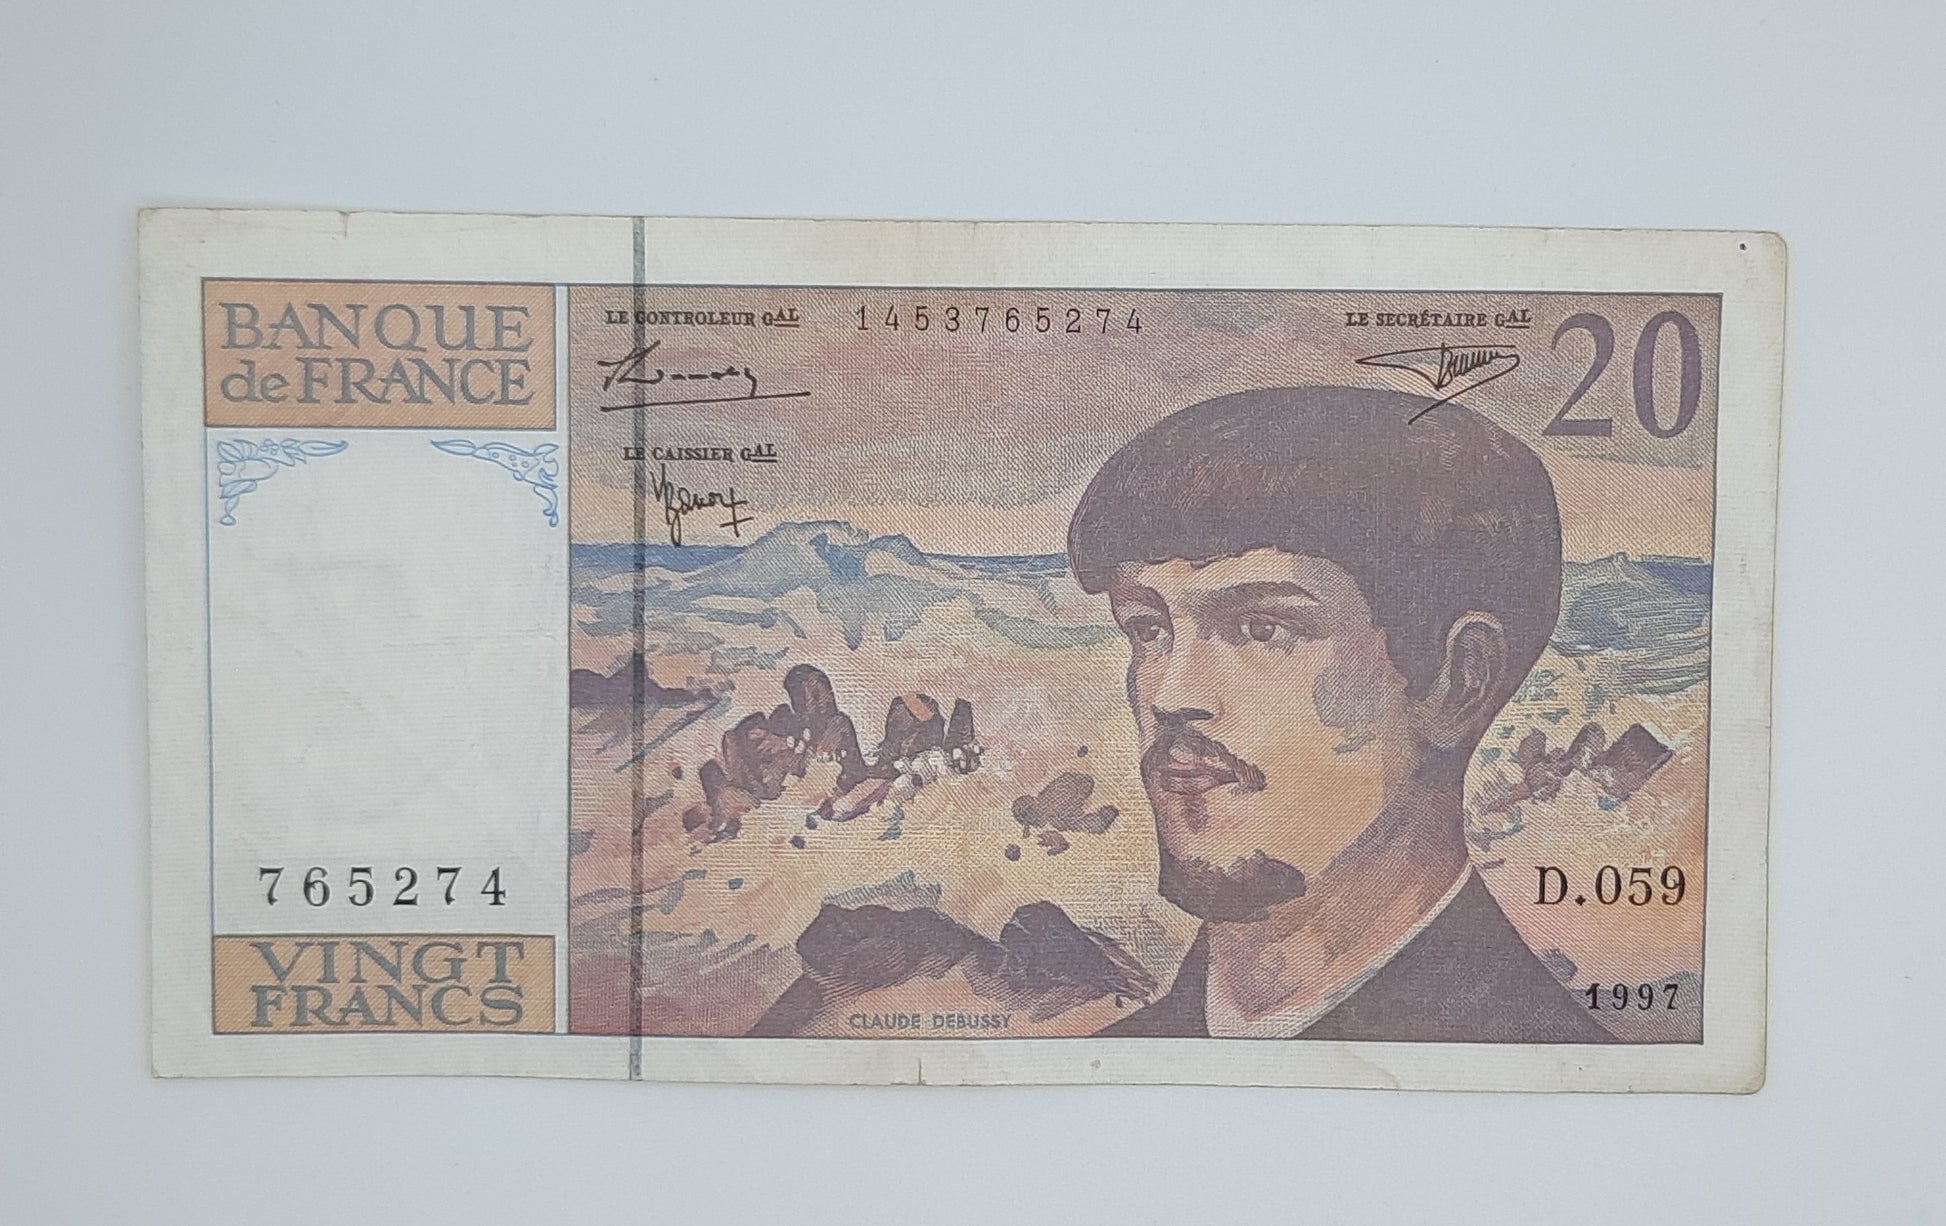 BANQUE
de FRANCE
LE CONTROLEUR GAL
1453765274
LE SECRÉTAIRE GAL
20
LE CAISSIER GAL
765274
D.059
VINGT
FRANCS
1997
CLAUDE DEBUSSY